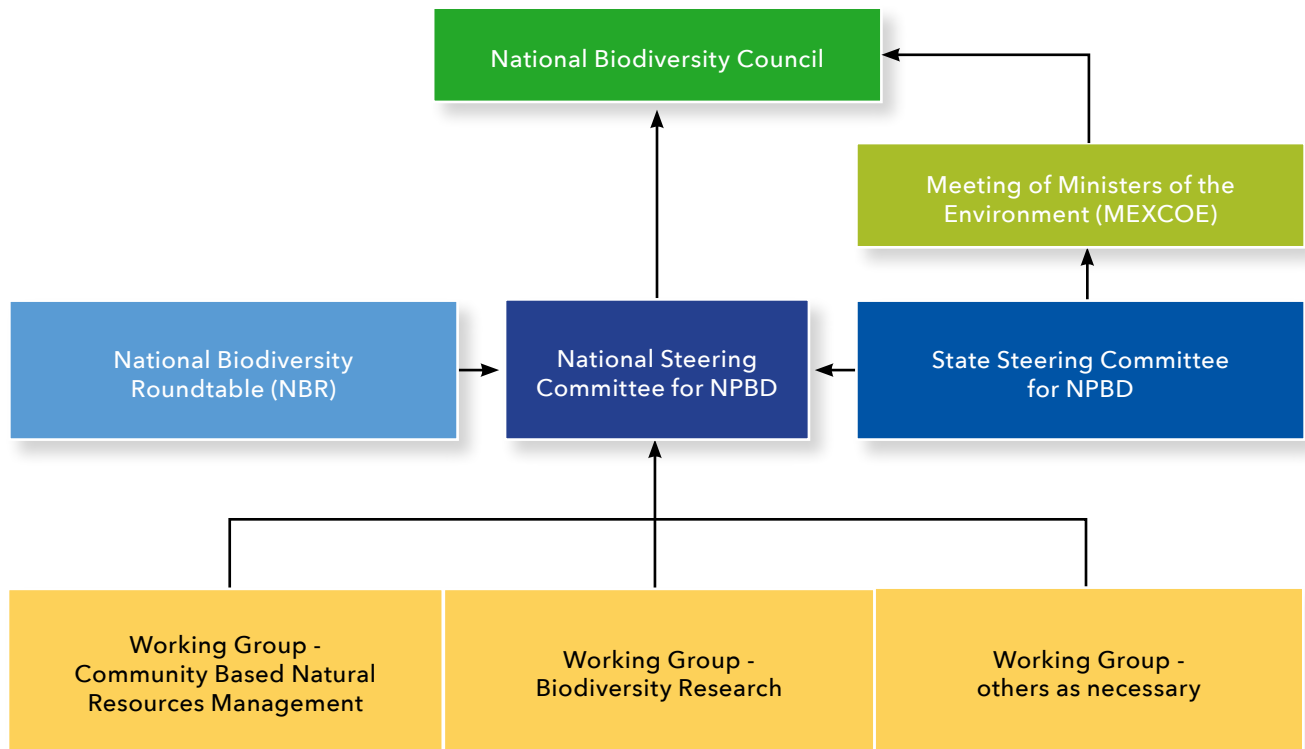 National Biodiversity Council
Meeting of Ministers of the
Environment (MEXCOE)
National Biodiversity
Roundtable (NBR)
National Steering
Committee for NPBD
State Steering Committee
for NPBD
Working Group -
Community Based Natural
Resources Management
Working Group -
Biodiversity Research
Working Group -
others as necessary